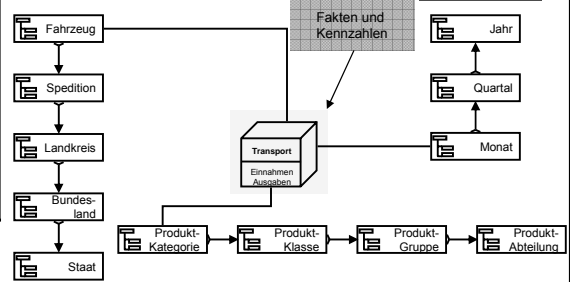 Fakten und
Kennzahlen
Fahrzeug
Jahr
Spedition
Quartal
Landkreis
Transport
Einnahmen
Ausgaben
Monat
Bundes-
land
Produkt-
Kategorie
Produkt-
Klasse
Produkt-
Gruppe
Produkt-
Abteilung
Staat